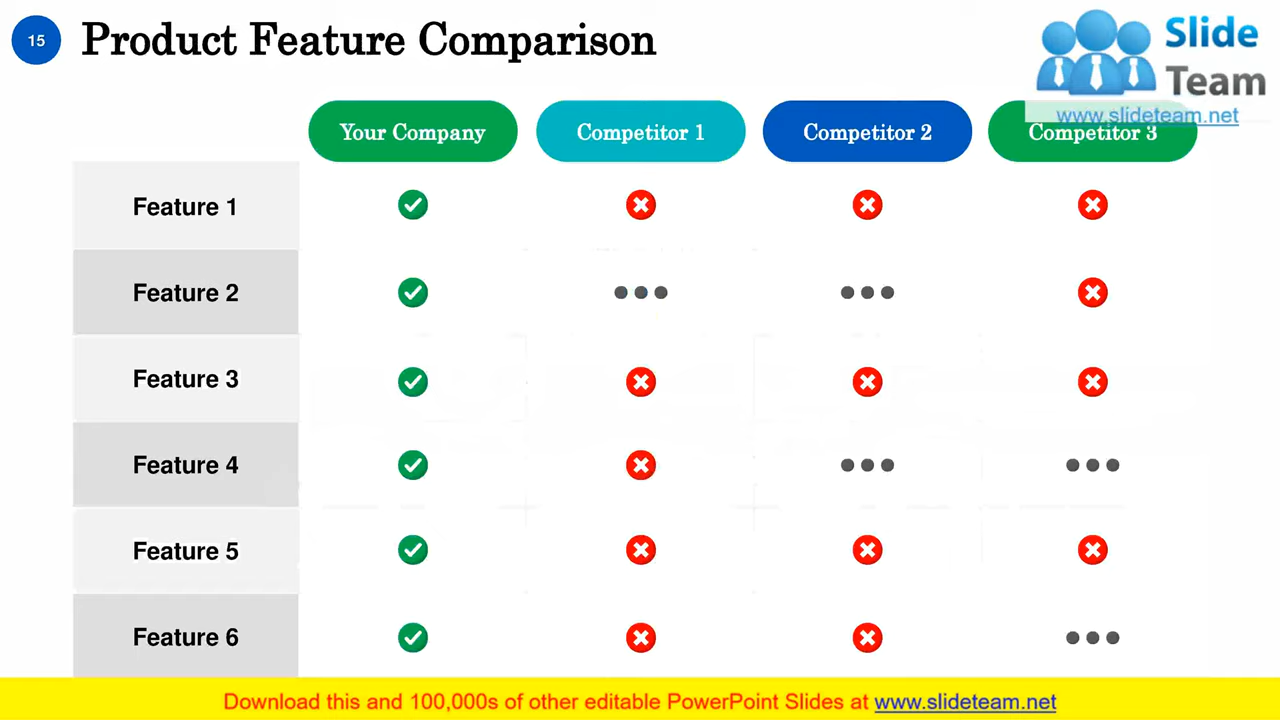 15
Product Feature Comparison
Slide
Team
www.slideteam.net
Your Company
Competitor 1
Competitor 2
Competitor 3
Feature 1
Feature 2
Feature 3
Feature 4
Feature 5
Feature 6
Download this and 100,000s of other editable PowerPoint Slides at www.slideteam.net